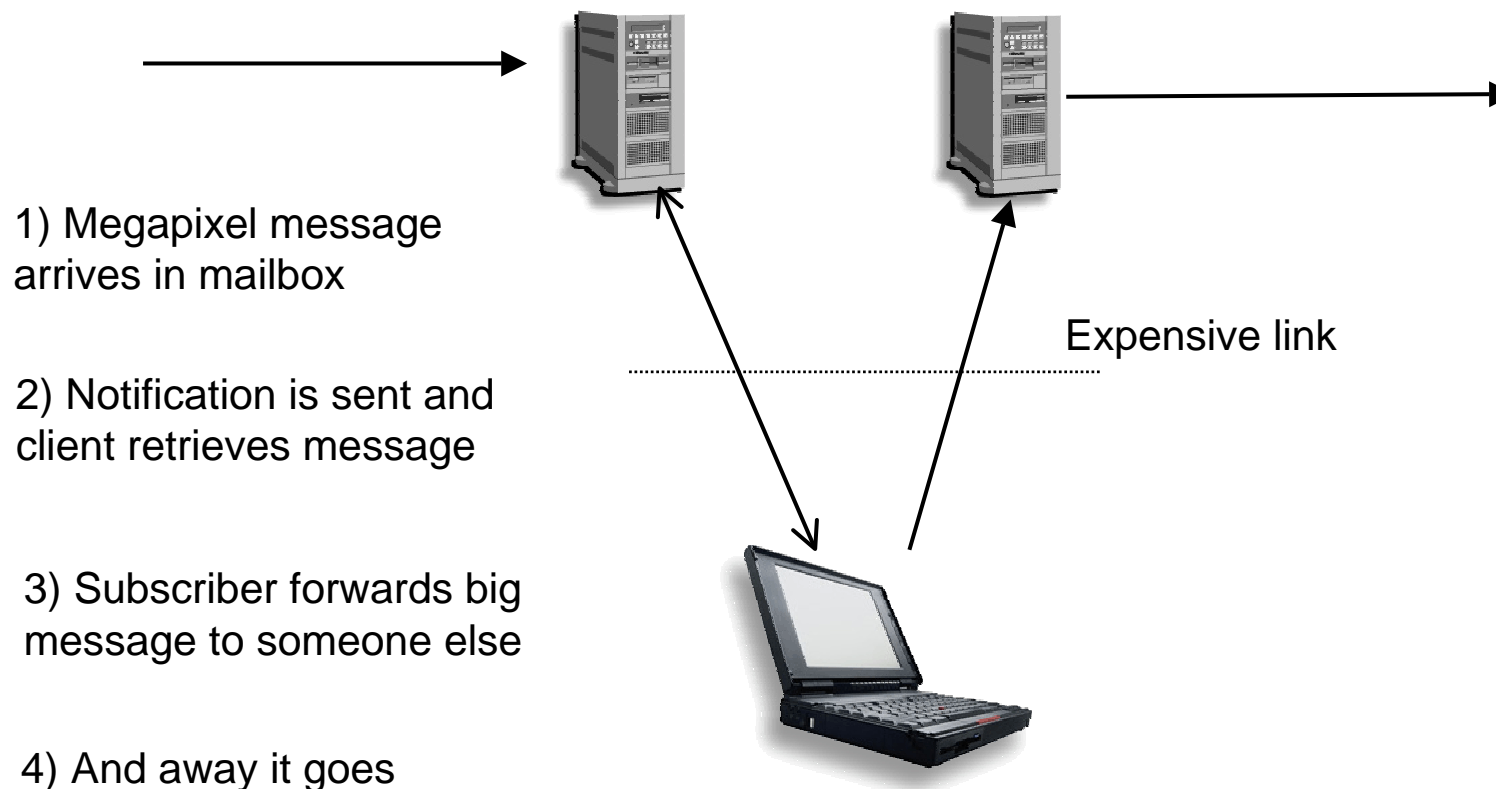 1) Megapixel message
arrives in mailbox
Expensive link
2) Notification is sent and
client retrieves message
3) Subscriber forwards big
message to someone else
4) And away it goes